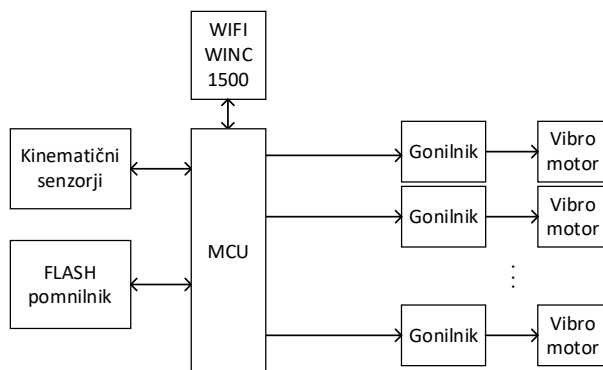 WIFI
WINC
1500
Kinematični
senzorji
FLASH
pomnilnik
MCU
Gonilnik
Vibro
motor
Gonilnik
Vibro
motor
Gonilnik
Vibro
motor